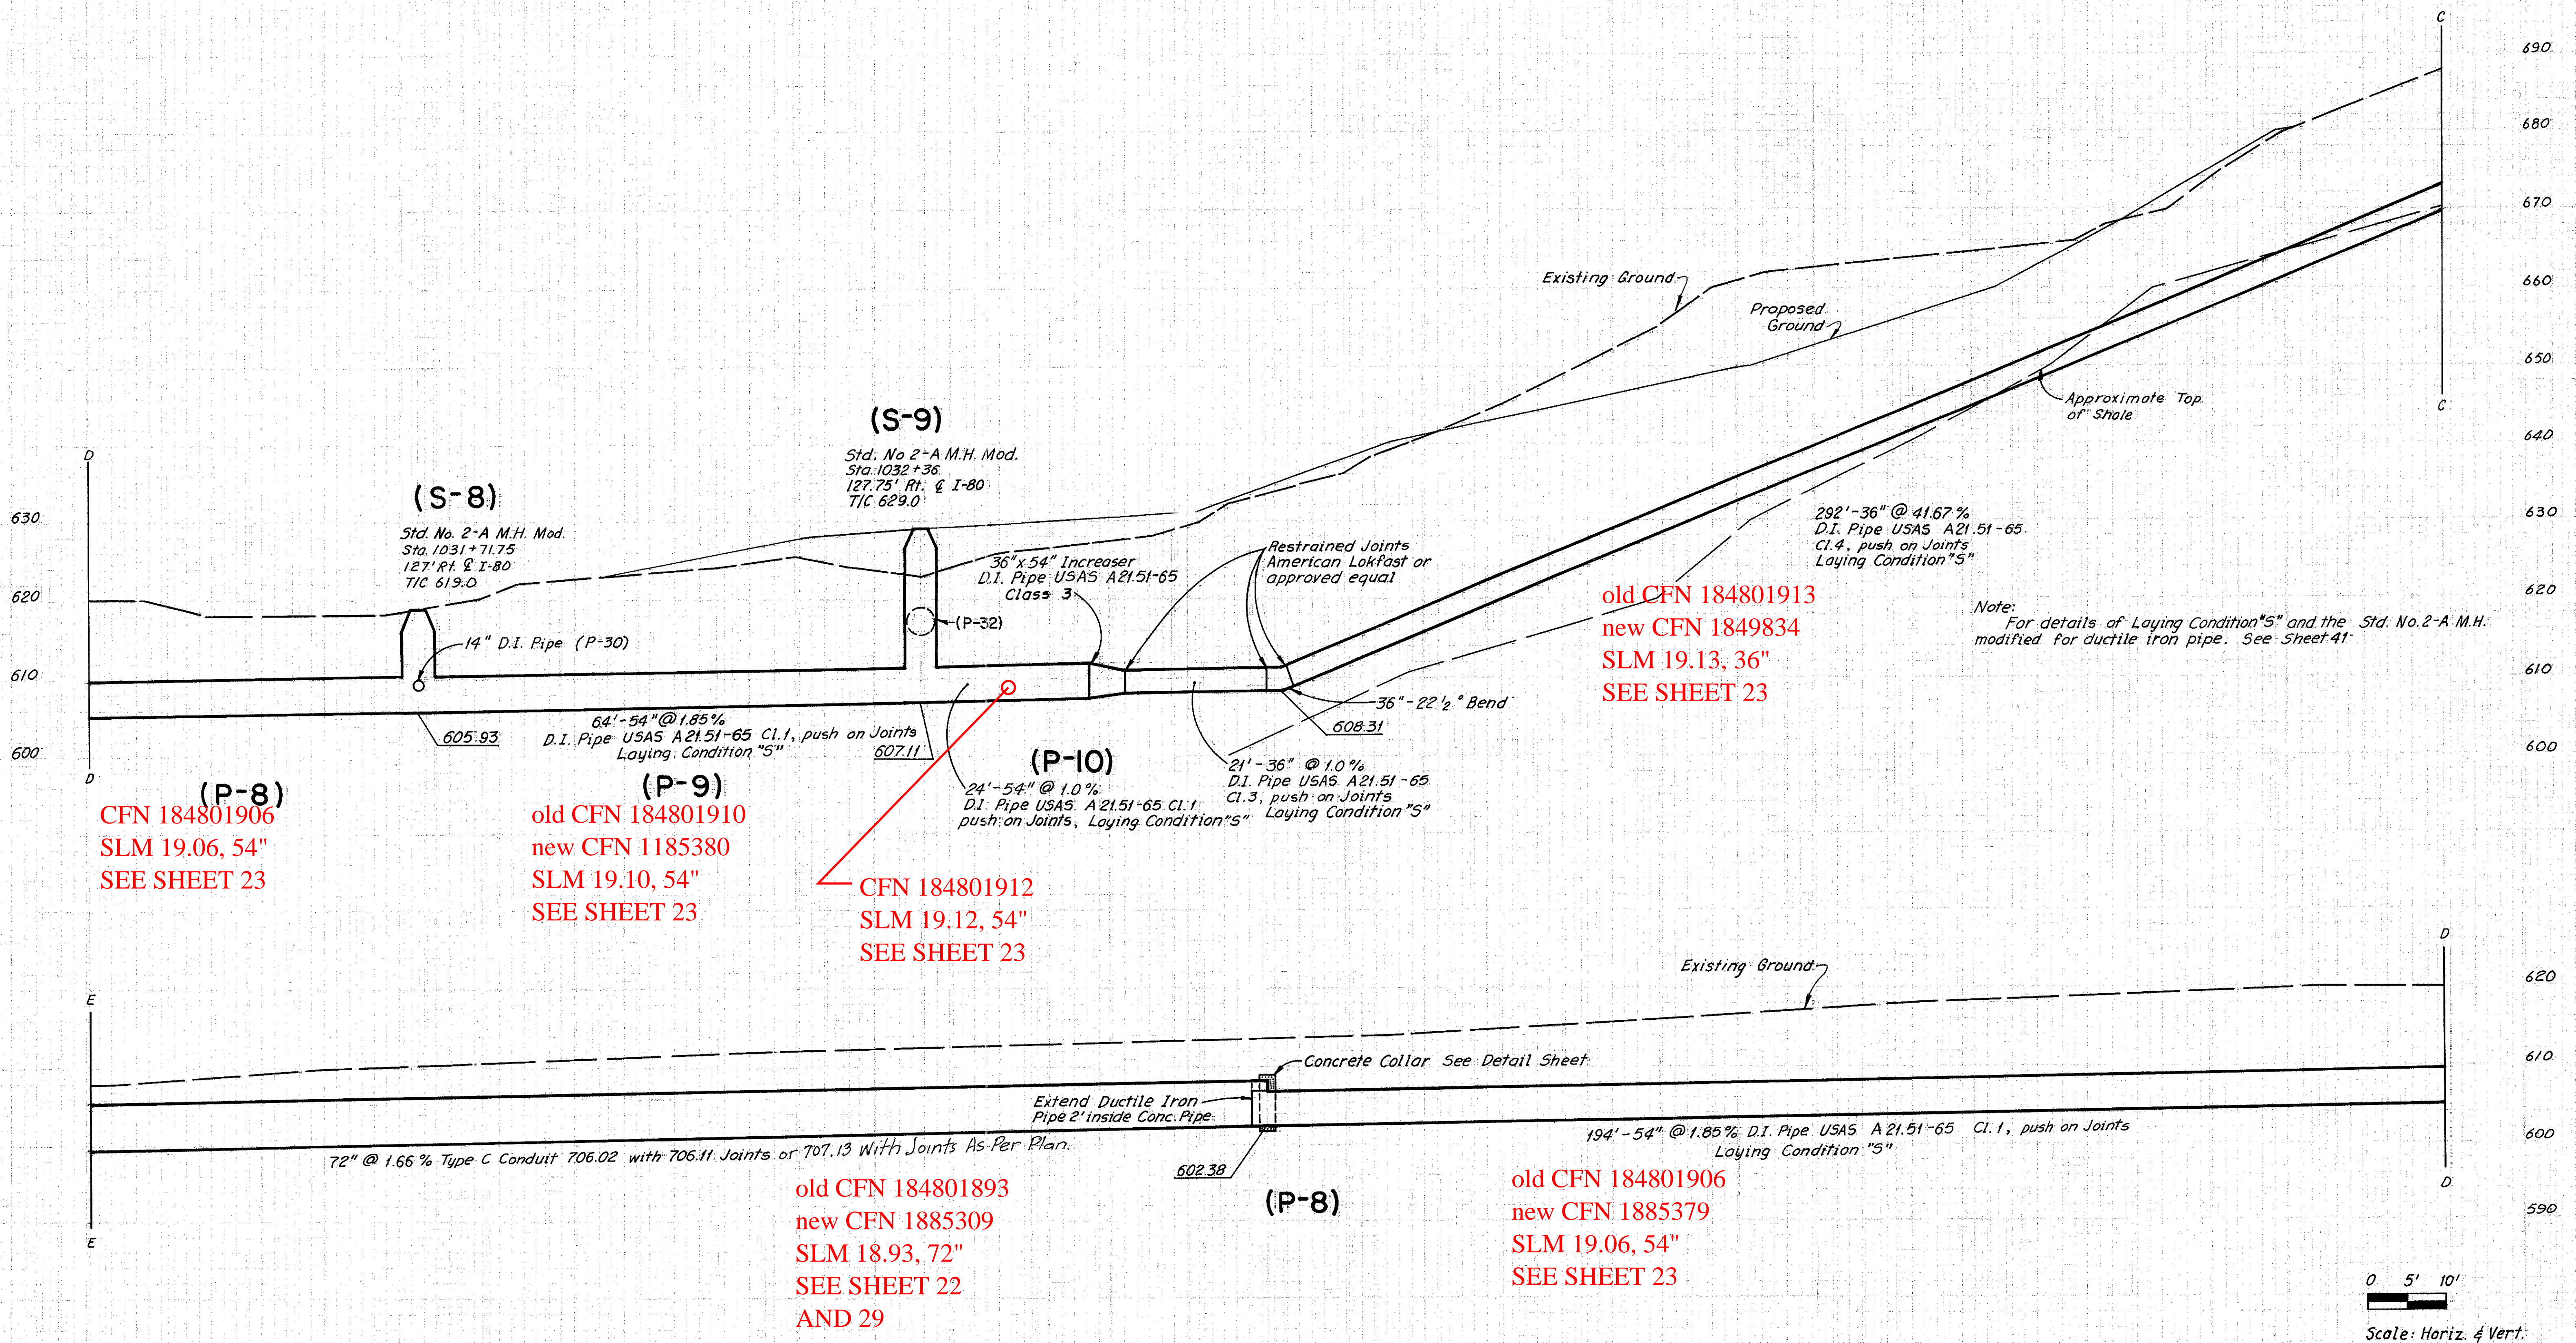 C
690
680
670
660
650
640
C
630
620
610
600
Existing Ground
Proposed
Ground
Approximate Top
of Shale
D
630
620
610
600
D
(S-8)
Std. No. 2-A M.H. Mod.
Sta. 1031+71.75
127' Rt. ℄ I-80
T/C 619.0
(S-9)
Std. No 2-A M.H. Mod.
Sta. 1032+36
127.75' Rt. ℄ I-80
T/C 629.0
36"x 54" Increaser
D.I. Pipe USAS A21.51-65
Class 3
Restrained Joints
American Lokfast or
approved equal
292'-36" @ 41.67 %
D.I. Pipe USAS A21.51-65
Cl.4, push on Joints
Laying Condition "S"
old CFN 184801913
new CFN 1849834
SLM 19.13, 36"
SEE SHEET 23
Note:
For details of Laying Condition "S" and the Std. No. 2-A M.H.
modified for ductile iron pipe. See Sheet 41
14" D.I. Pipe (P-30)
(P-32)
36"-22½° Bend
605.93
64'-54" @ 1.85%
D.I. Pipe USAS A21.51-65 Cl.1, push on Joints
Laying Condition "S"
607.11
608.31
(P-8)
CFN 184801906
SLM 19.06, 54"
SEE SHEET 23
(P-9)
old CFN 184801910
new CFN 1185380
SLM 19.10, 54"
SEE SHEET 23
(P-10)
24'-54" @ 1.0%
D.I. Pipe USAS A21.51-65 Cl.1
push on Joints, Laying Condition "S"
21'-36" @ 1.0%
D.I. Pipe USAS A21.51-65
Cl.3, push on Joints
Laying Condition "S"
CFN 184801912
SLM 19.12, 54"
SEE SHEET 23
D
620
610
600
590
D
E
E
Existing Ground
Concrete Collar See Detail Sheet
Extend Ductile Iron
Pipe 2' inside Conc. Pipe
72" @ 1.66 % Type C Conduit 706.02 with 706.11 Joints or 707.13 With Joints As Per Plan.
602.38
194'-54" @ 1.85% D.I. Pipe USAS A21.51-65 Cl. 1, push on Joints
Laying Condition "S"
old CFN 184801893
new CFN 1885309
SLM 18.93, 72"
SEE SHEET 22
AND 29
(P-8)
old CFN 184801906
new CFN 1885379
SLM 19.06, 54"
SEE SHEET 23
0 5' 10'
Scale: Horiz. & Vert.